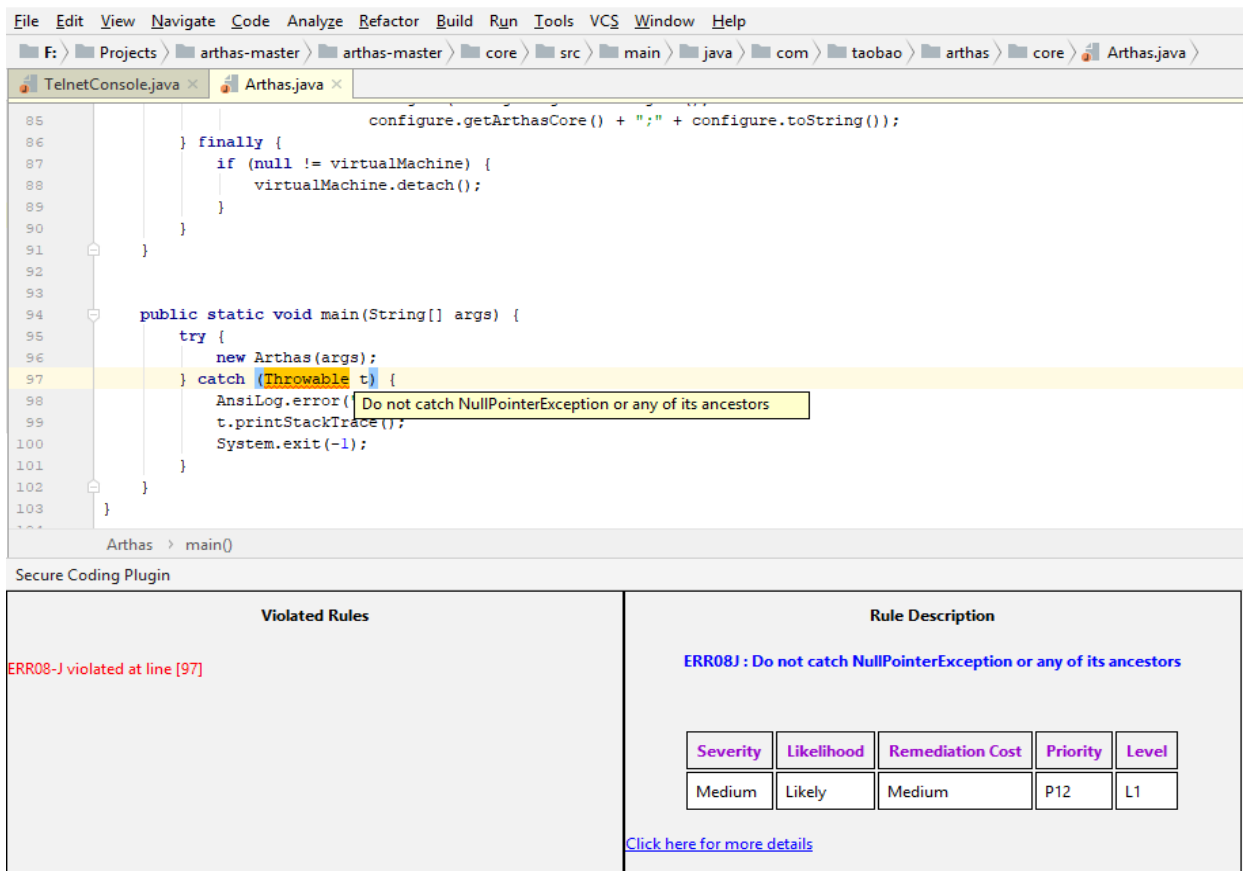 File Edit View Navigate Code Analyze Refactor Build Run Tools VCS Window Help
F: Projects arthas-master arthas-master core src main java com taobao arthas core Arthas.java
TelnetConsole.java Arthas.java
85 configure.getArthasCore() + ";" + configure.toString());
86 } finally {
87 if (null != virtualMachine) {
88 virtualMachine.detach();
89 }
90 }
91 }
92
93
94 public static void main(String[] args) {
95 try {
96 new Arthas(args);
97 } catch (Throwable t) {
98 AnsiLog.error(
Do not catch NullPointerException or any of its ancestors
99 t.printStackTrace();
100 System.exit(-1);
101 }
102 }
103 }
Arthas > main()
Secure Coding Plugin
Violated Rules
ERR08-J violated at line [97]
Rule Description
ERR08J : Do not catch NullPointerException or any of its ancestors
Severity Likelihood Remediation Cost Priority Level
Medium Likely Medium P12 L1
Click here for more details